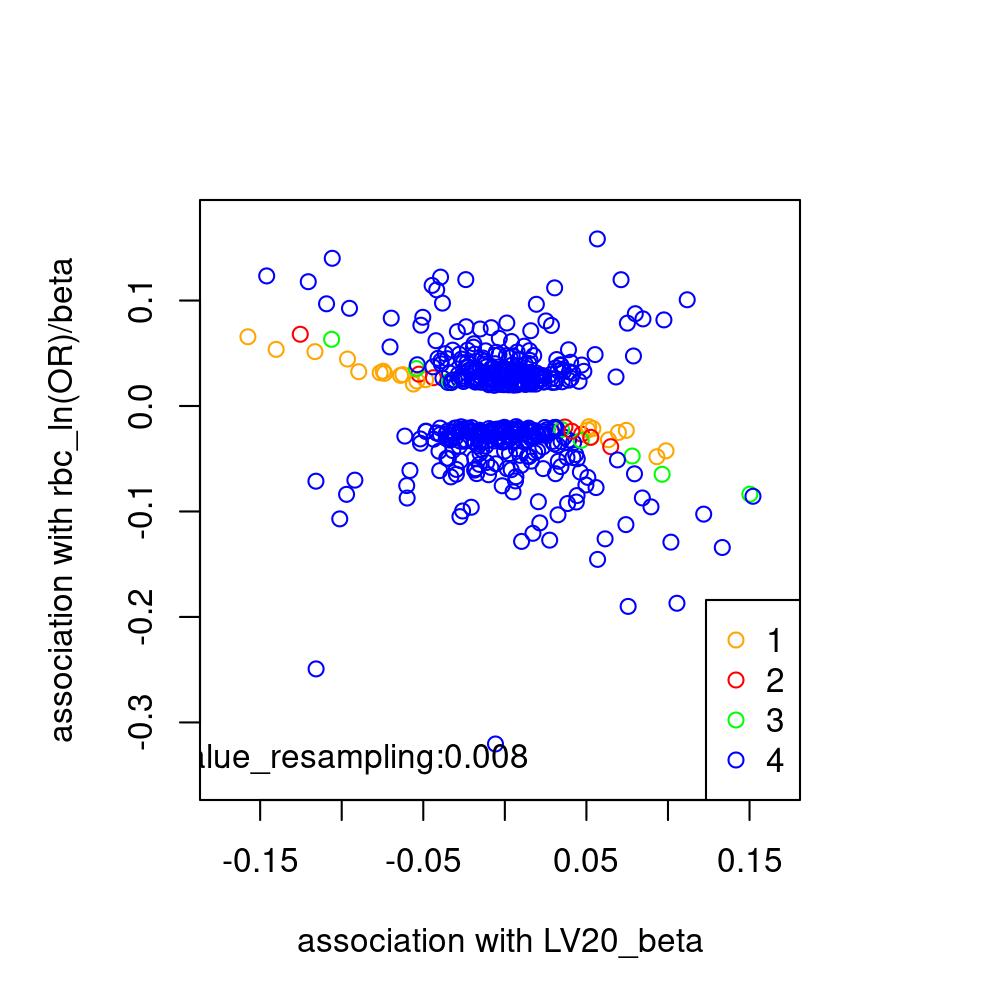 association with rbc_ln(OR)/beta
0.1
0.0
-0.1
-0.2
-0.3
alue_resampling:0.008
1
2
3
4
-0.15 -0.05 0.05 0.15
association with LV20_beta